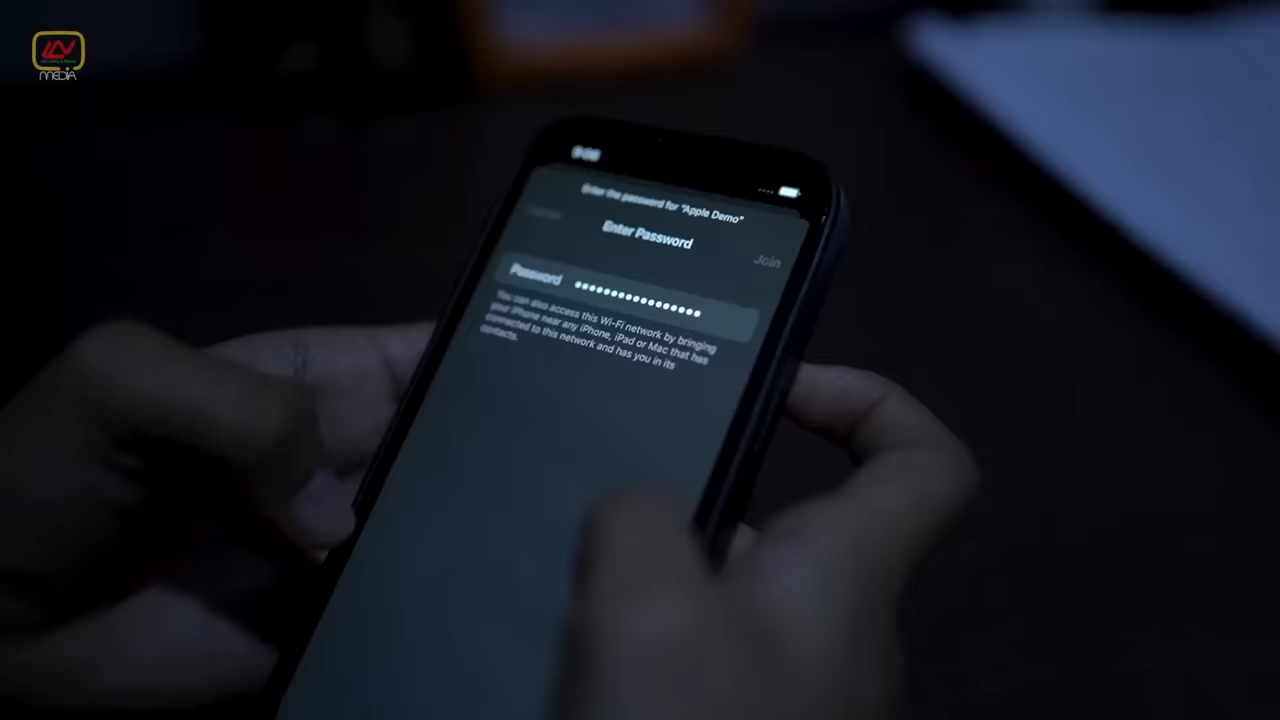 MEDIA
Enter the password for "Apple Demo"
Enter Password
Join
Password ••••••••••••••••••
You can also access this Wi-Fi network by bringing
your iPhone near any iPhone, iPad or Mac that has
connected to this network and has you in its
contacts.